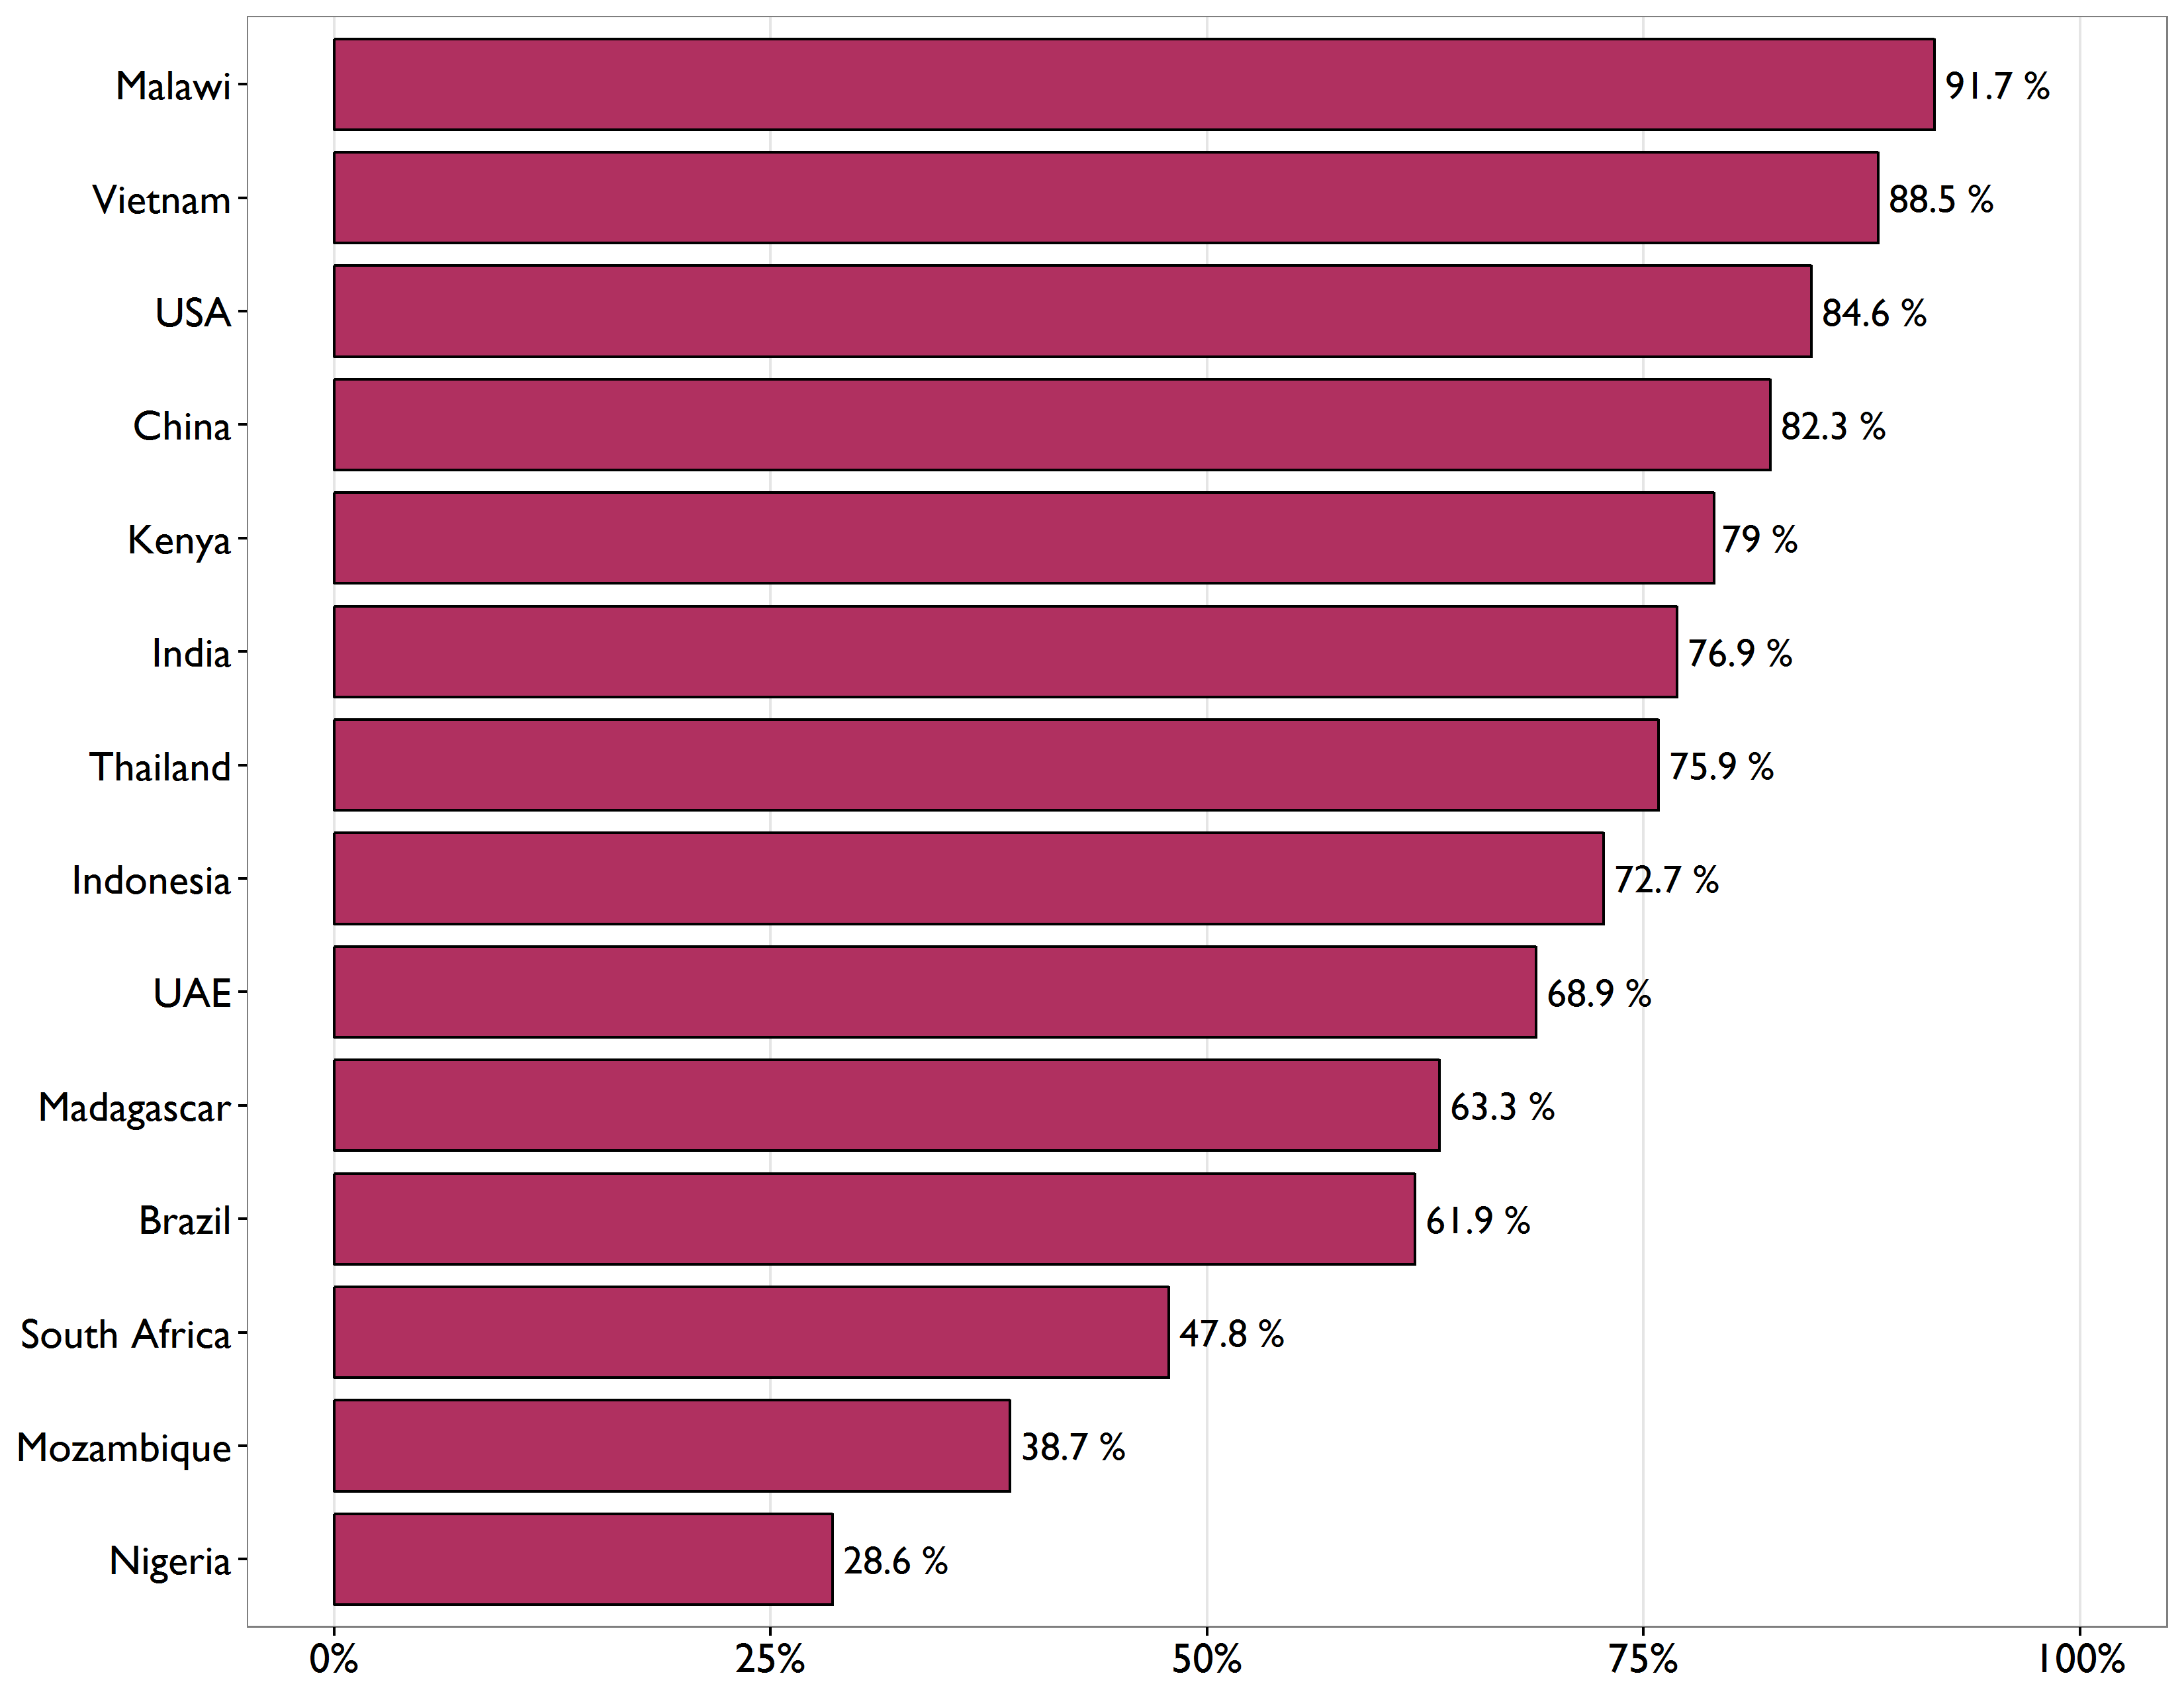 Malawi 91.7 %
Vietnam 88.5 %
USA 84.6 %
China 82.3 %
Kenya 79 %
India 76.9 %
Thailand 75.9 %
Indonesia 72.7 %
UAE 68.9 %
Madagascar 63.3 %
Brazil 61.9 %
South Africa 47.8 %
Mozambique 38.7 %
Nigeria 28.6 %
0% 25% 50% 75% 100%